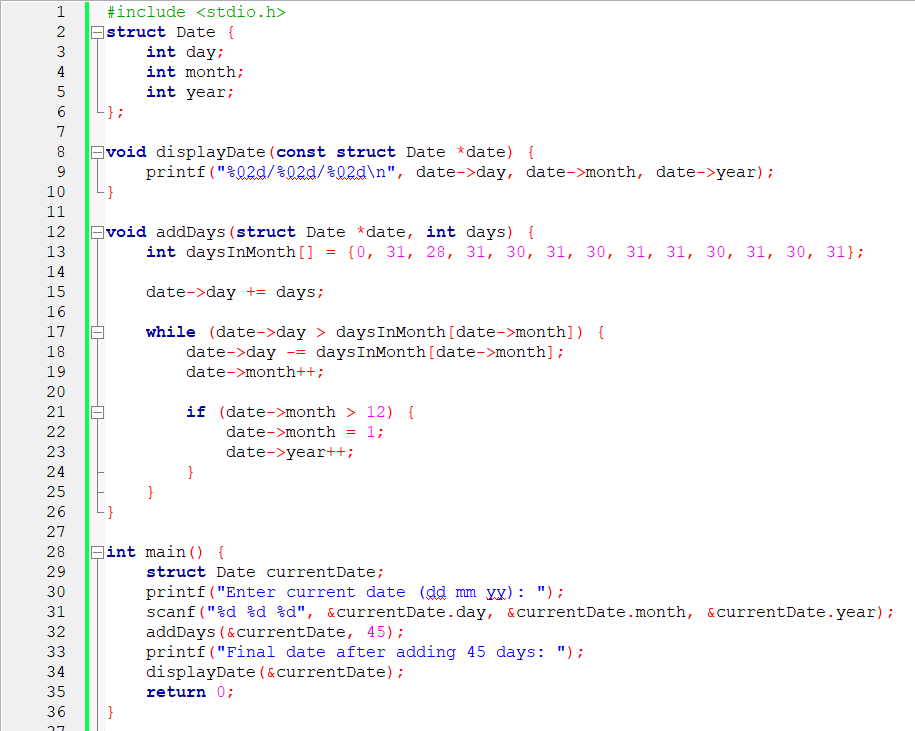 1 #include <stdio.h>
2 struct Date {
3     int day;
4     int month;
5     int year;
6 };
7
8 void displayDate(const struct Date *date) {
9     printf("%02d/%02d/%02d\n", date->day, date->month, date->year);
10 }
11
12 void addDays(struct Date *date, int days) {
13     int daysInMonth[] = {0, 31, 28, 31, 30, 31, 30, 31, 31, 30, 31, 30, 31};
14
15     date->day += days;
16
17     while (date->day > daysInMonth[date->month]) {
18         date->day -= daysInMonth[date->month];
19         date->month++;
20
21         if (date->month > 12) {
22             date->month = 1;
23             date->year++;
24         }
25     }
26 }
27
28 int main() {
29     struct Date currentDate;
30     printf("Enter current date (dd mm yy): ");
31     scanf("%d %d %d", &currentDate.day, &currentDate.month, &currentDate.year);
32     addDays(&currentDate, 45);
33     printf("Final date after adding 45 days: ");
34     displayDate(&currentDate);
35     return 0;
36 }
37